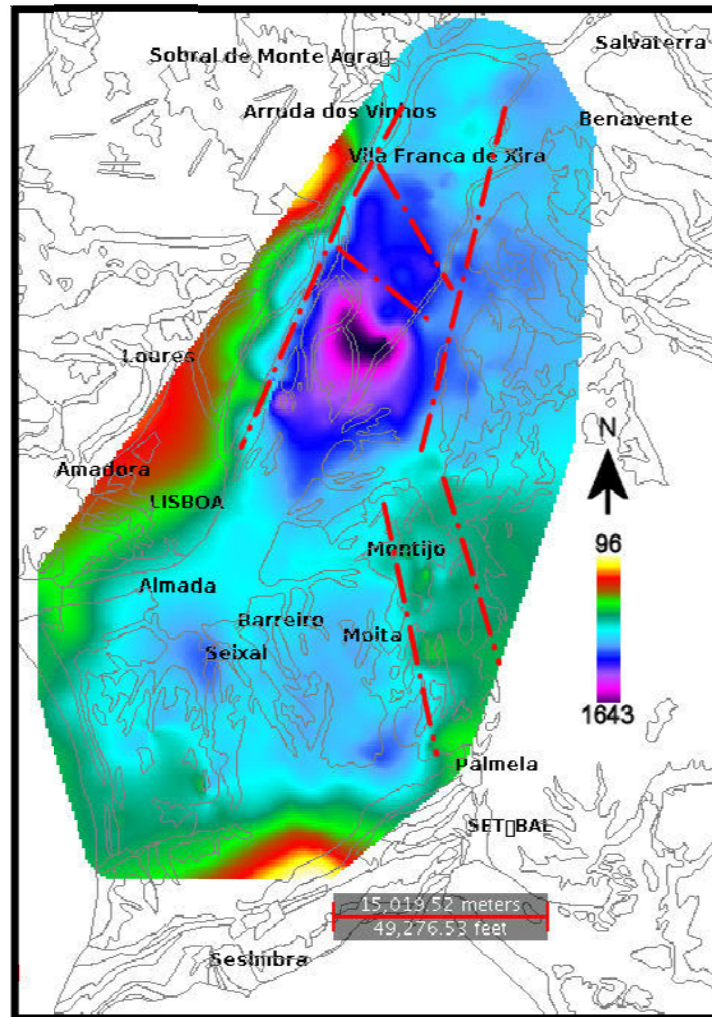 Salvaterra
Sobral de Monte Agra▯
Arruda dos Vinhos
Benavente
Vila Franca de Xira
Loures
N
Amadora
LISBOA
96
Montijo
Almada
Barreiro
Moita
Seixal
1643
Palmela
SET▯BAL
15,019.52 meters
49,276.53 feet
Sesimbra